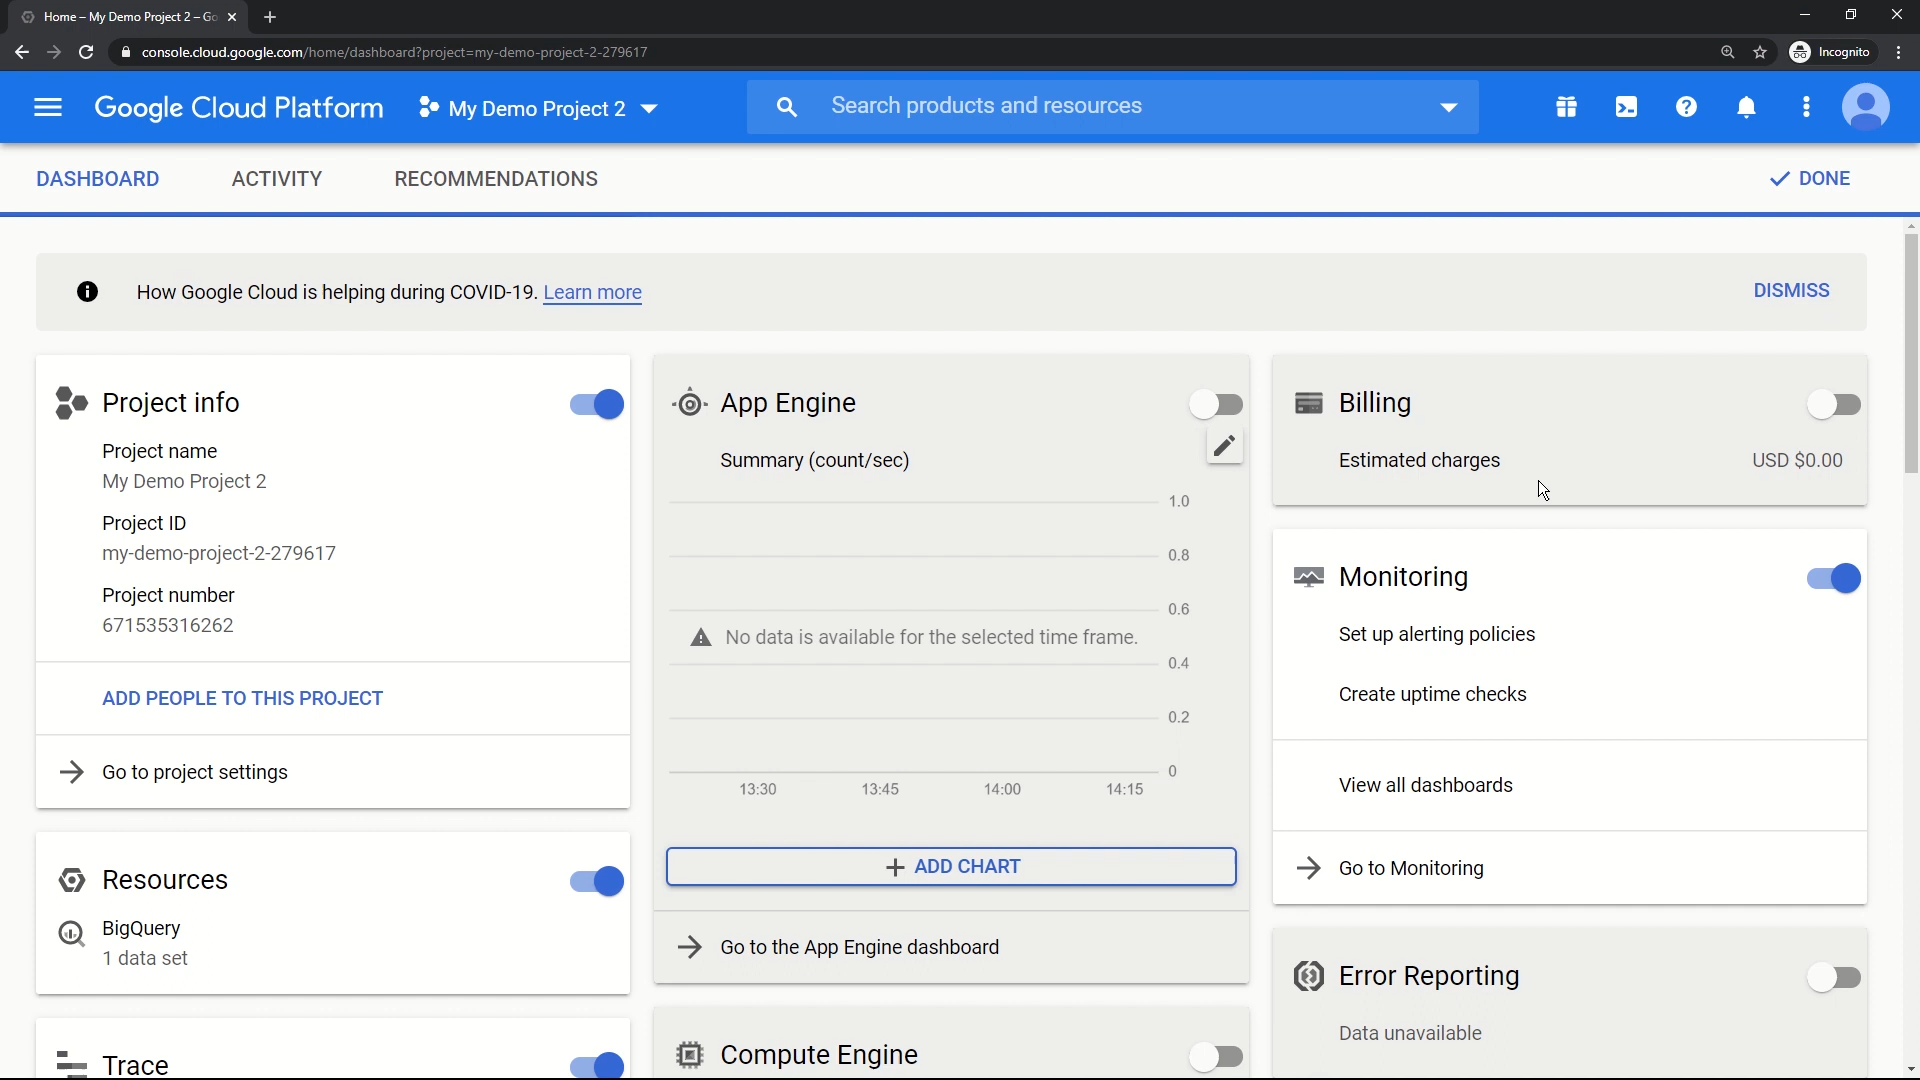 Home – My Demo Project 2 – Go
console.cloud.google.com/home/dashboard?project=my-demo-project-2-279617
Incognito
Google Cloud Platform
My Demo Project 2
Search products and resources
DASHBOARD
ACTIVITY
RECOMMENDATIONS
DONE
How Google Cloud is helping during COVID-19. Learn more
DISMISS
Project info
Project name
My Demo Project 2
Project ID
my-demo-project-2-279617
Project number
671535316262
ADD PEOPLE TO THIS PROJECT
Go to project settings
Resources
BigQuery
1 data set
Trace
App Engine
Summary (count/sec)
1.0
0.8
0.6
No data is available for the selected time frame.
0.4
0.2
0
13:30 13:45 14:00 14:15
ADD CHART
Go to the App Engine dashboard
Compute Engine
Billing
Estimated charges USD $0.00
Monitoring
Set up alerting policies
Create uptime checks
View all dashboards
Go to Monitoring
Error Reporting
Data unavailable